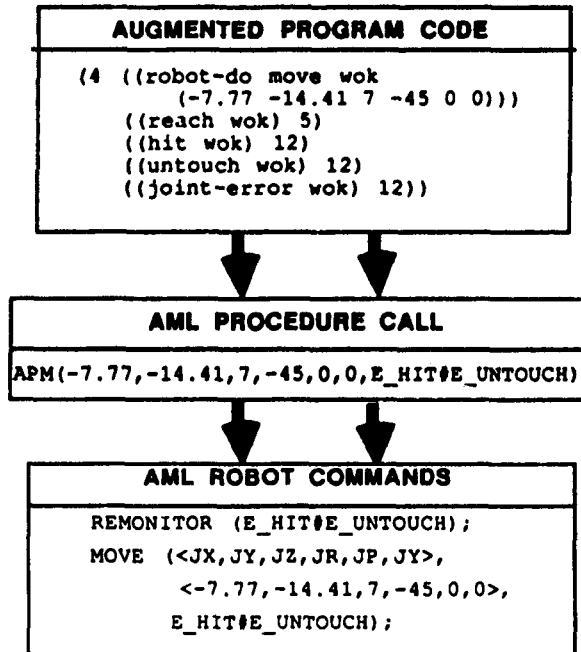 AUGMENTED PROGRAM CODE
(4 ((robot-do move wok
(-7.77 -14.41 7 -45 0 0)))
((reach wok) 5)
((hit wok) 12)
((untouch wok) 12)
((joint-error wok) 12))
AML PROCEDURE CALL
APM(-7.77,-14.41,7,-45,0,0,E_HIT#E_UNTOUCH)
AML ROBOT COMMANDS
REMONITOR (E_HIT#E_UNTOUCH);
MOVE (<JX,JY,JZ,JR,JP,JY>,
<-7.77,-14.41,7,-45,0,0>,
E_HIT#E_UNTOUCH);